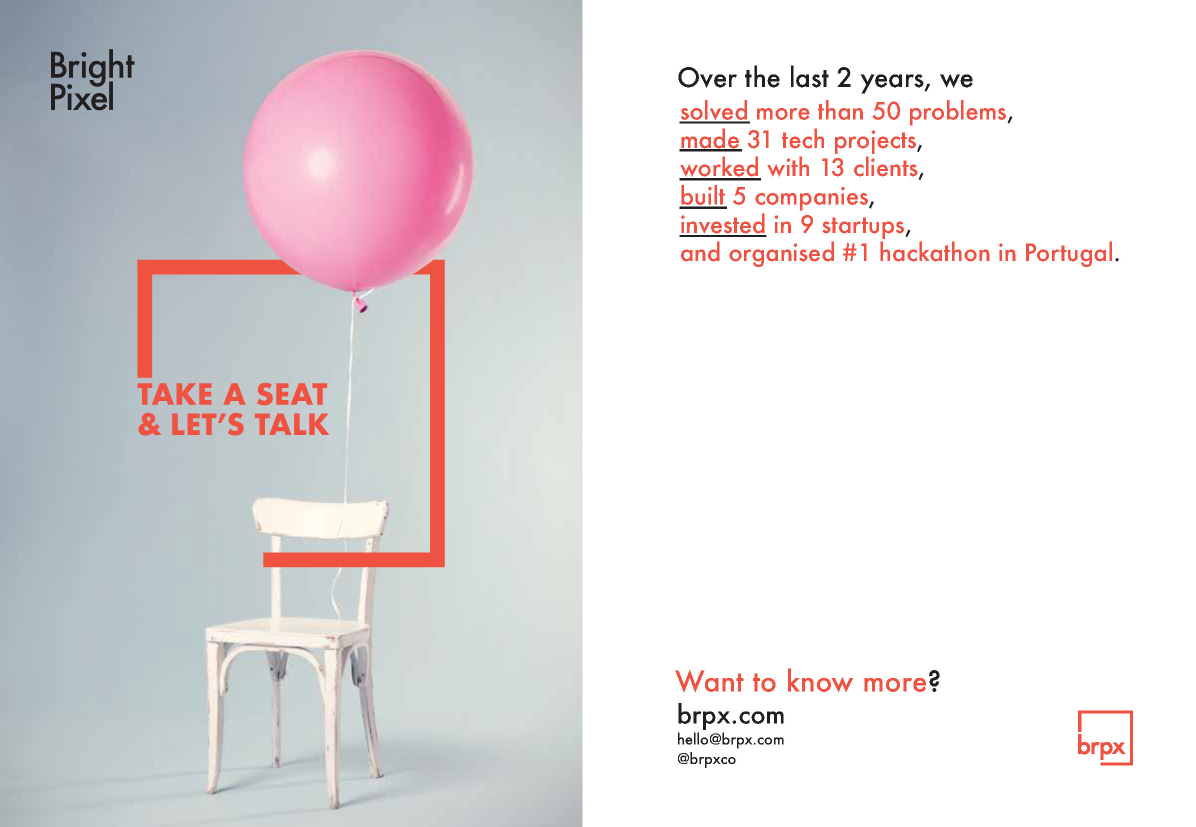 Bright
Pixel
TAKE A SEAT
& LET'S TALK
Over the last 2 years, we
solved more than 50 problems,
made 31 tech projects,
worked with 13 clients,
built 5 companies,
invested in 9 startups,
and organised #1 hackathon in Portugal.
Want to know more?
brpx.com
hello@brpx.com
@brpxco
brpx